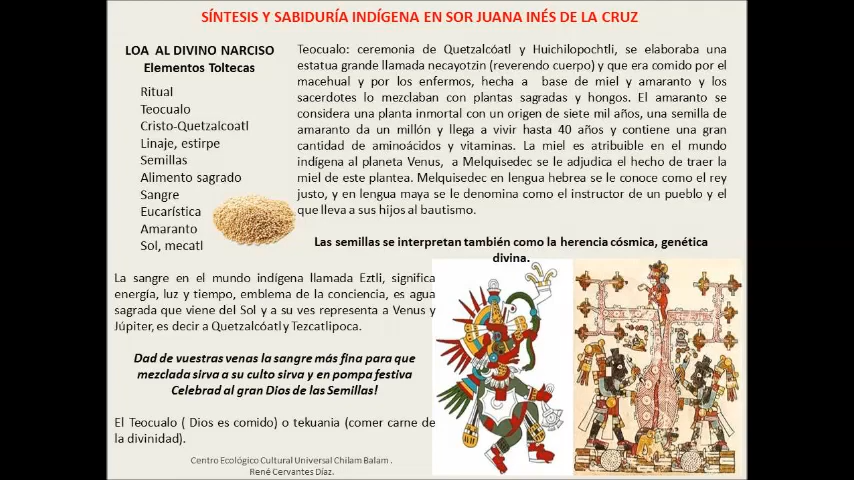 SÍNTESIS Y SABIDURÍA INDÍGENA EN SOR JUANA INÉS DE LA CRUZ
LOA AL DIVINO NARCISO
Elementos Toltecas
Ritual
Teocualo
Cristo-Quetzalcoatl
Linaje, estirpe
Semillas
Alimento sagrado
Sangre
Eucarística
Amaranto
Sol, mecatl
Teocualo: ceremonia de Quetzalcóatl y Huichilopochtli, se elaboraba una
estatua grande llamada necayotzin (reverendo cuerpo) y que era comido por el
macehual y por los enfermos, hecha a base de miel y amaranto y los
sacerdotes lo mezclaban con plantas sagradas y hongos. El amaranto se
considera una planta inmortal con un origen de siete mil años, una semilla de
amaranto da un millón y llega a vivir hasta 40 años y contiene una gran
cantidad de aminoácidos y vitaminas. La miel es atribuible en el mundo
indígena al planeta Venus, a Melquisedec se le adjudica el hecho de traer la
miel de este plantea. Melquisedec en lengua hebrea se le conoce como el rey
justo, y en lengua maya se le denomina como el instructor de un pueblo y el
que lleva a sus hijos al bautismo.
Las semillas se interpretan también como la herencia cósmica, genética
divina.
La sangre en el mundo indígena llamada Eztli, significa
energía, luz y tiempo, emblema de la conciencia, es agua
sagrada que viene del Sol y a su ves representa a Venus y
Júpiter, es decir a Quetzalcóatl y Tezcatlipoca.
Dad de vuestras venas la sangre más fina para que
mezclada sirva a su culto sirva y en pompa festiva
Celebrad al gran Dios de las Semillas!
El Teocualo ( Dios es comido) o tekuania (comer carne de
la divinidad).
Centro Ecológico Cultural Universal Chilam Balam .
René Cervantes Díaz.